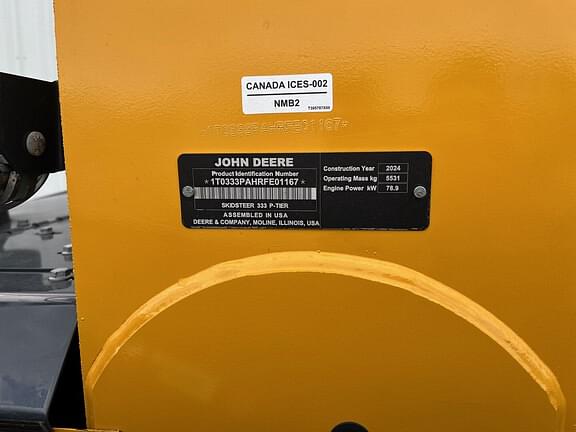 CANADA ICES-002
NMB2
*1T0333PAHRFE01167*
JOHN DEERE
Product Identification Number
*1T0333PAHRFE01167*
SKIDSTEER 333 P-TIER
ASSEMBLED IN USA
DEERE & COMPANY, MOLINE, ILLINOIS, USA
Construction Year 2024
Operating Mass kg 5531
Engine Power kW 78.9